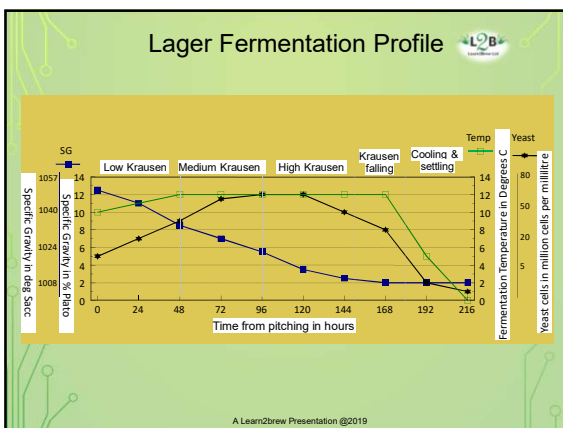 Lager Fermentation Profile
L2B
SG
Temp
Yeast
Low Krausen
Medium Krausen
High Krausen
Krausen
falling
Cooling &
settling
1057
1040
1024
1008
14
12
10
8
6
4
2
0
14
12
10
8
6
4
2
0
80
50
20
5
0 24 48 72 96 120 144 168 192 216
Time from pitching in hours
Specific Gravity in deg Sacc
Specific Gravity in % Plato
Fermentation Temperature in Degrees C
Yeast cells in million cells per millilitre
A Learn2brew Presentation @2019